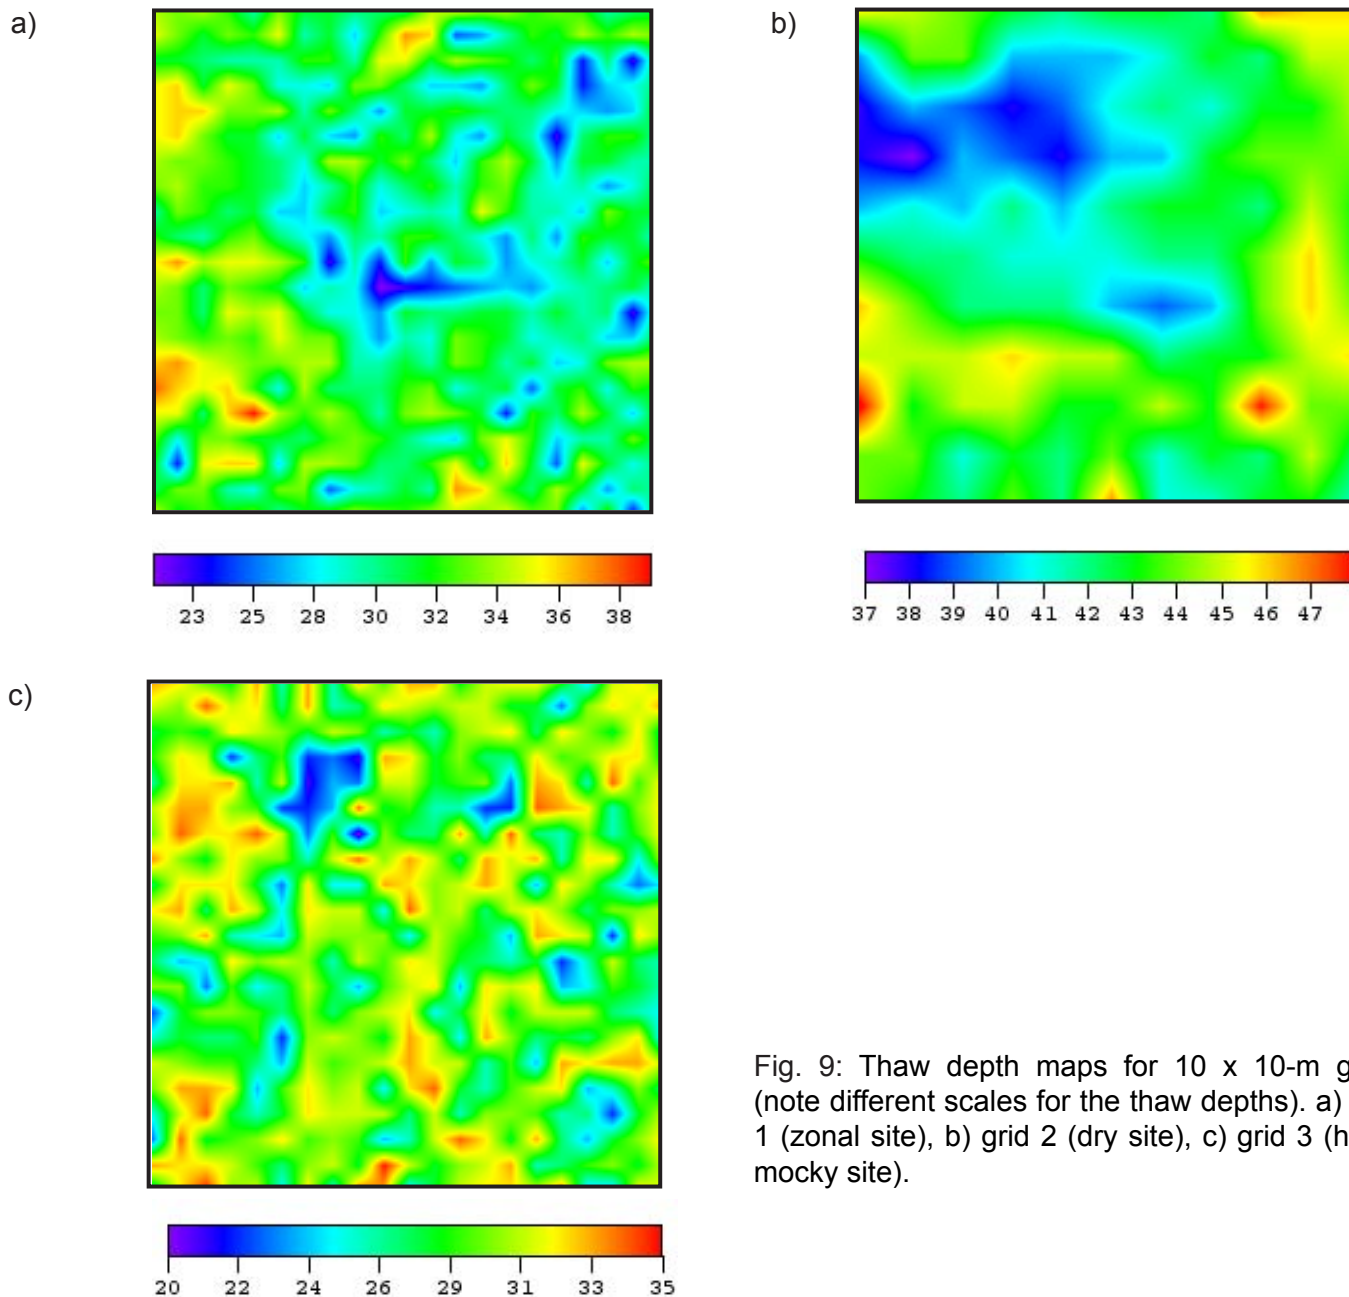 a)
b)
23 25 28 30 32 34 36 38
37 38 39 40 41 42 43 44 45 46 47
c)
20 22 24 26 29 31 33 35
Fig. 9: Thaw depth maps for 10 x 10-m g
(note different scales for the thaw depths). a)
1 (zonal site), b) grid 2 (dry site), c) grid 3 (h
mocky site).